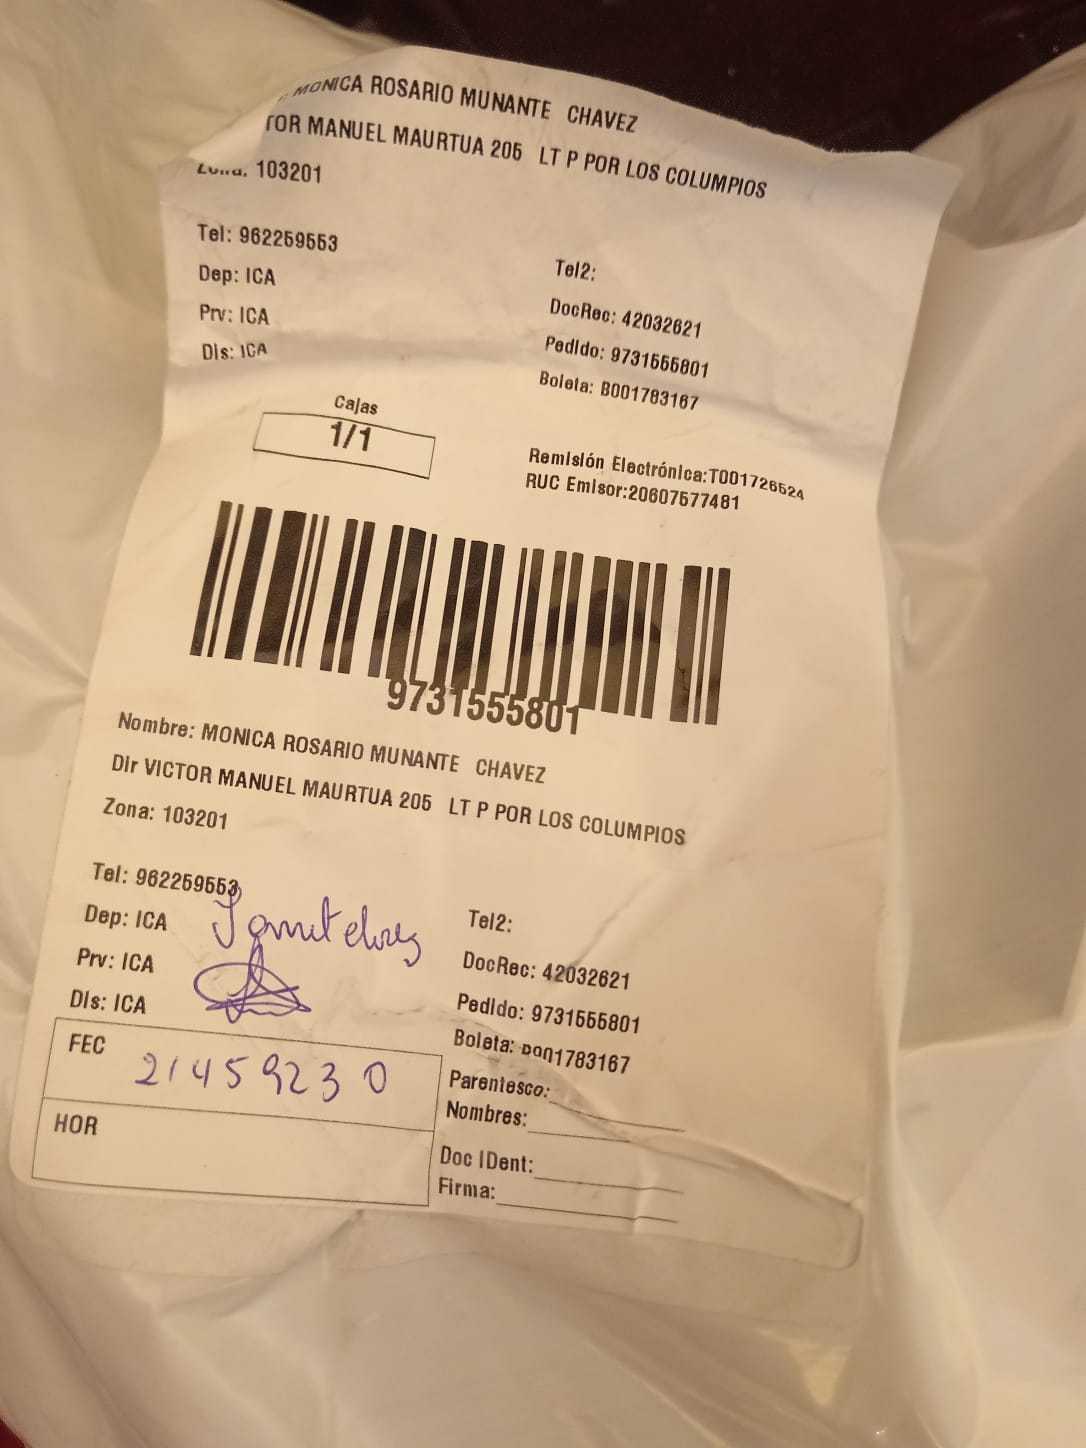 MONICA ROSARIO MUNANTE CHAVEZ
TOR MANUEL MAURTUA 205 LT P POR LOS COLUMPIOS
Zona: 103201
Tel: 962259553
Dep: ICA
Prv: ICA
Dis: ICA
Tel2:
DocRec: 42032621
Pedido: 9731555801
Boleta: B001783167
Cajas
1/1
Remisión Electrónica:T001726524
RUC Emisor:20607577481
9731555801
Nombre: MONICA ROSARIO MUNANTE CHAVEZ
Dir VICTOR MANUEL MAURTUA 205 LT P POR LOS COLUMPIOS
Zona: 103201
Tel: 962259553
Dep: ICA
Prv: ICA
Dis: ICA
Tel2:
DocRec: 42032621
Pedido: 9731555801
Boleta: B001783167
FEC
21459230
HOR
Parentesco:
Nombres:
Doc IDent:
Firma: